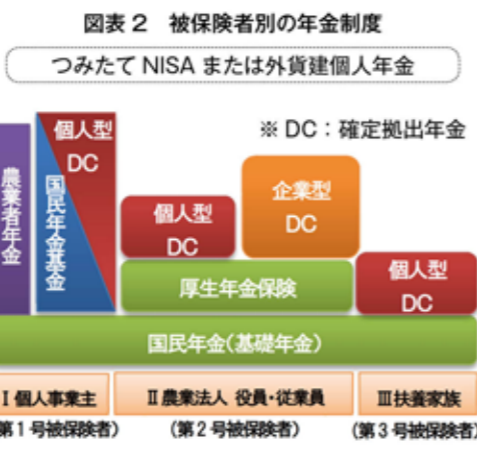 図表２　被保険者別の年金制度
つみたて NISA または外貨建個人年金
※ DC：確定拠出年金
農業者年金
国民年金基金
個人型
DC
個人型
DC
企業型
DC
厚生年金保険
個人型
DC
国民年金(基礎年金)
Ⅰ個人事業主
Ⅱ農業法人 役員・従業員
Ⅲ扶養家族
第１号被保険者)
(第２号被保険者)
(第３号被保険者)